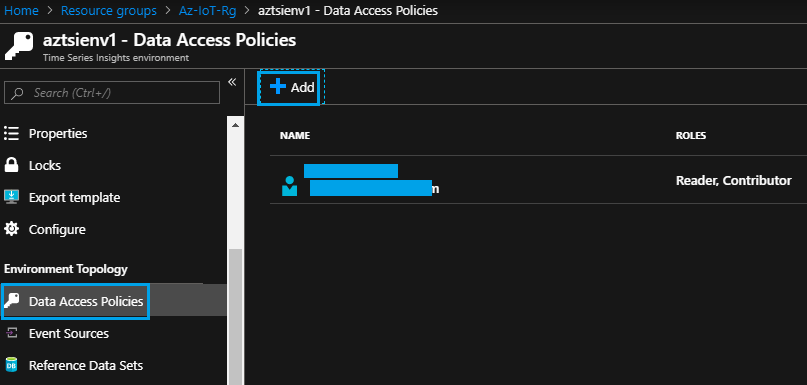 Home > Resource groups > Az-IoT-Rg > aztsienv1 - Data Access Policies
aztsienv1 - Data Access Policies
Time Series Insights environment
Search (Ctrl+/)
«
Properties
Locks
Export template
Configure
Environment Topology
Data Access Policies
Event Sources
DB
Reference Data Sets
+ Add
NAME ROLES
m
Reader, Contributor